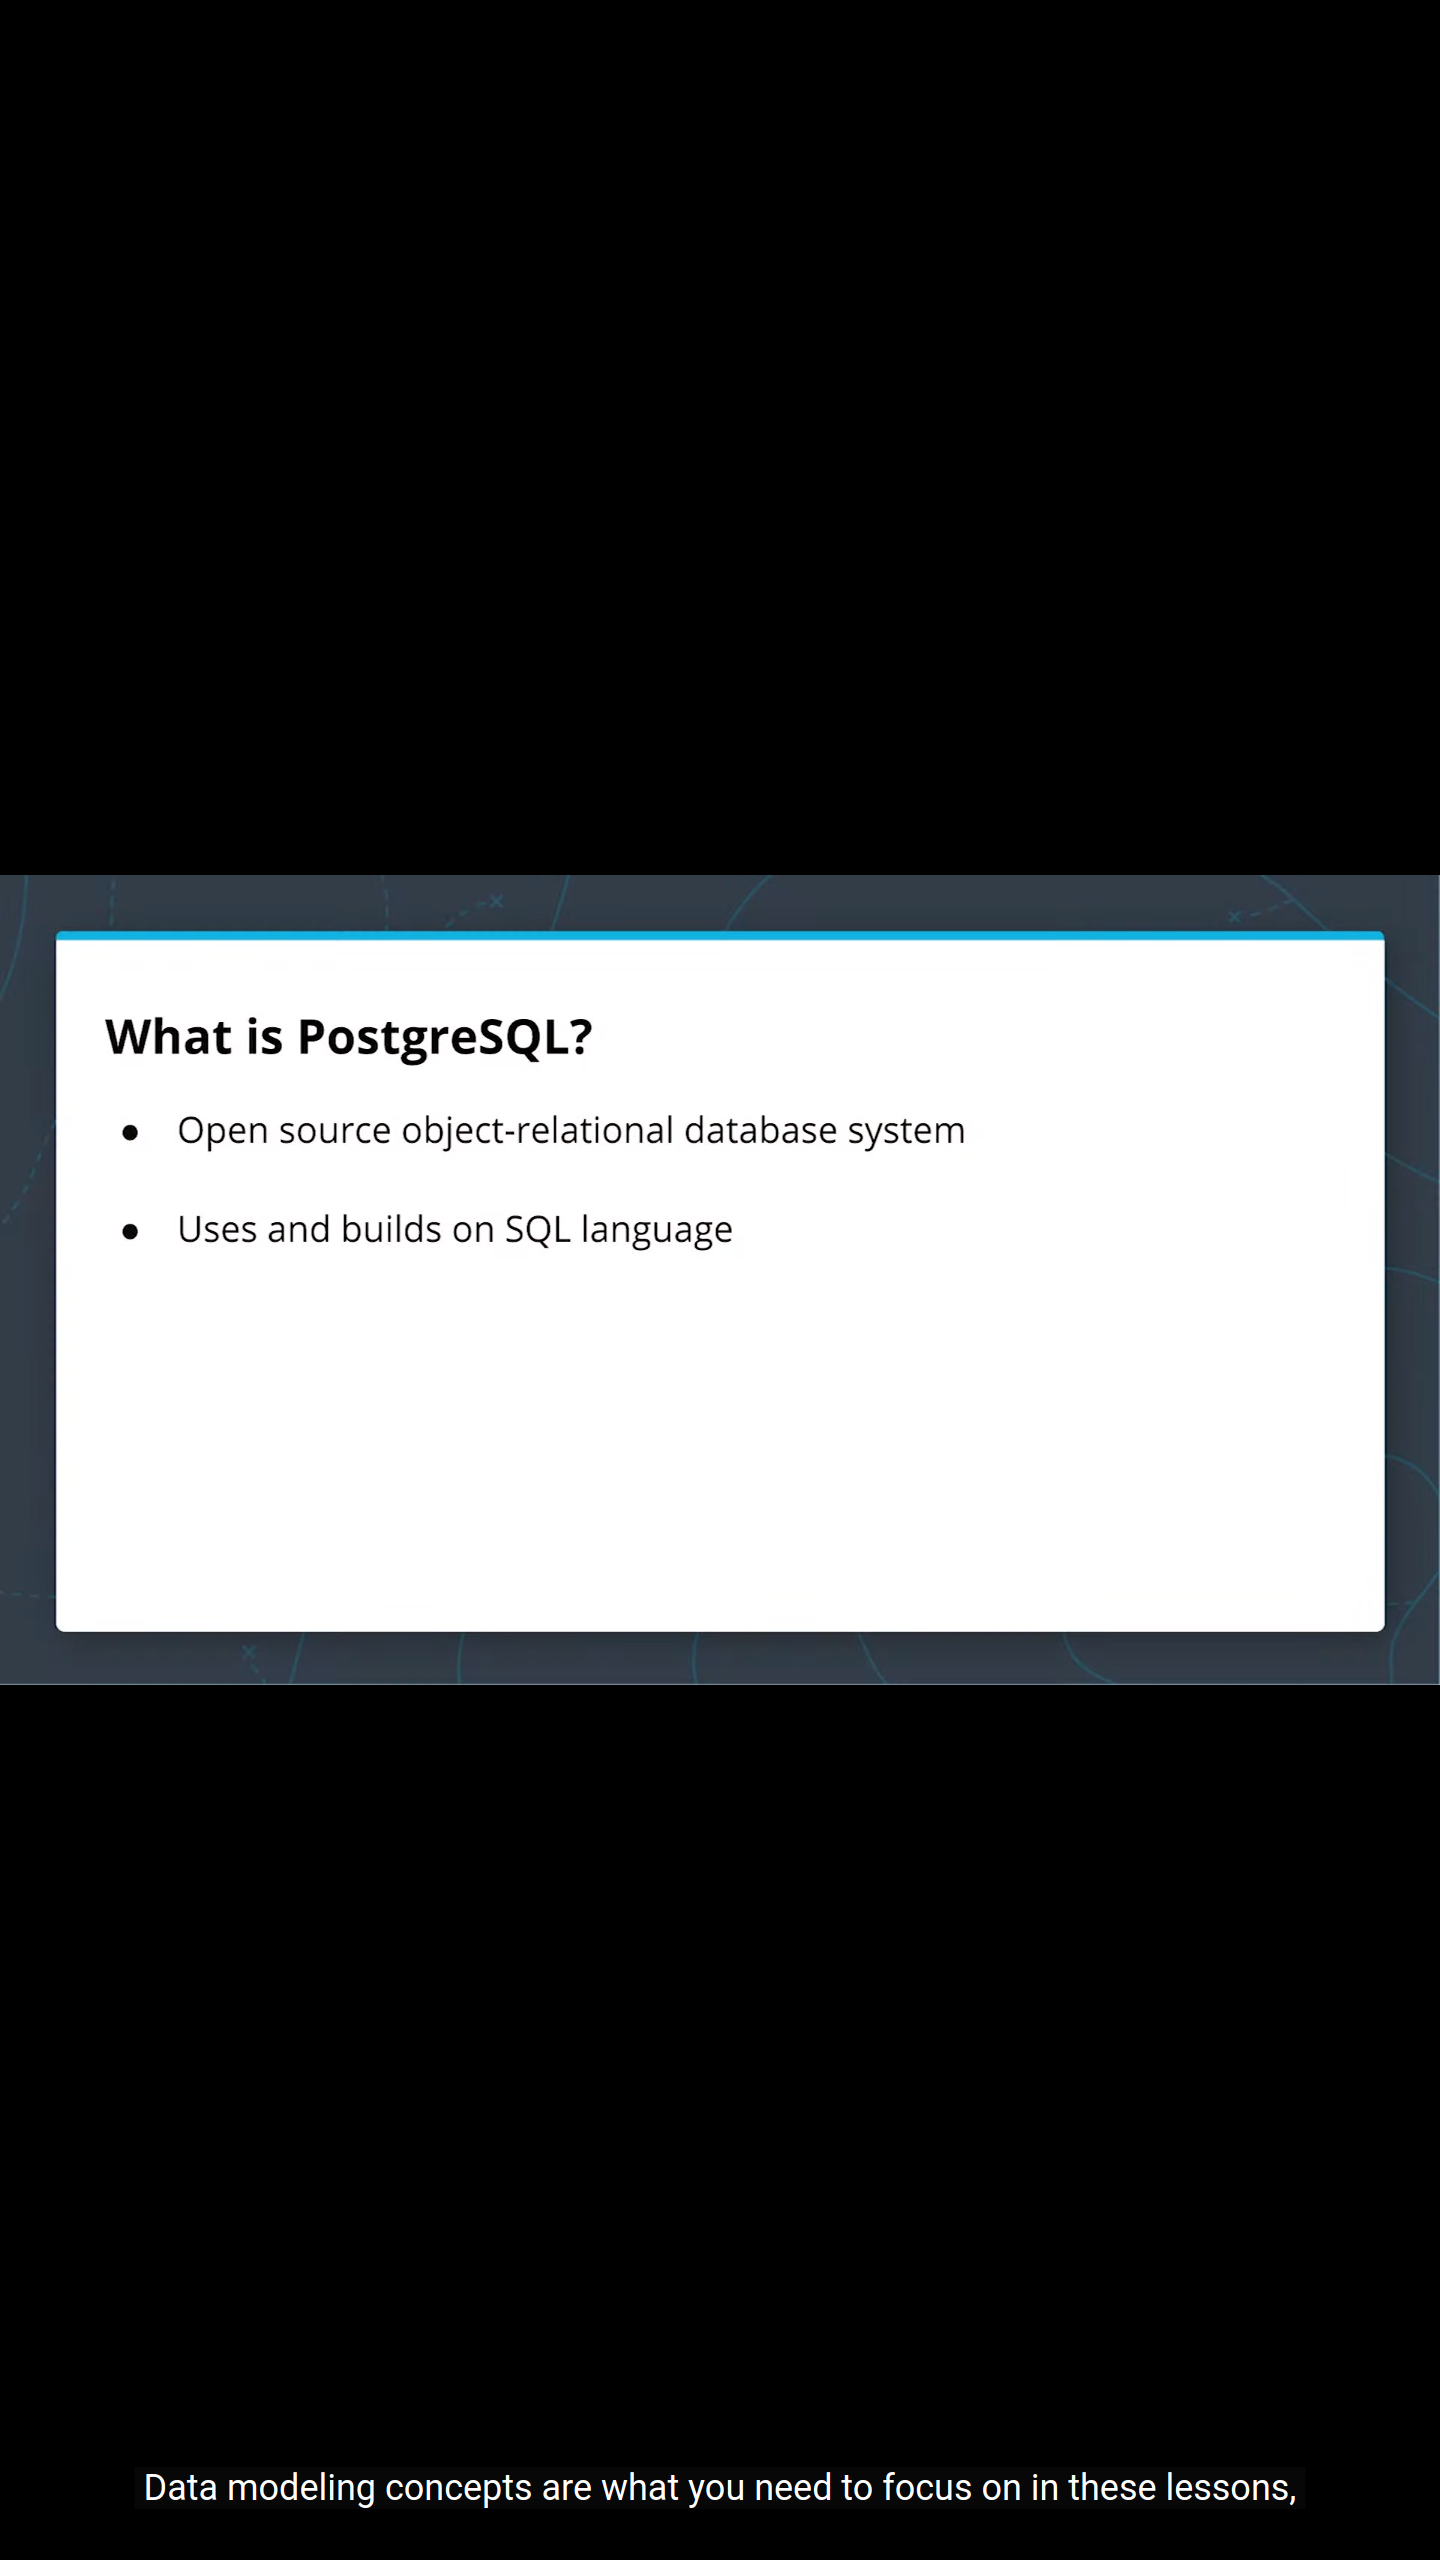 What is PostgreSQL?
● Open source object-relational database system
● Uses and builds on SQL language
Data modeling concepts are what you need to focus on in these lessons,